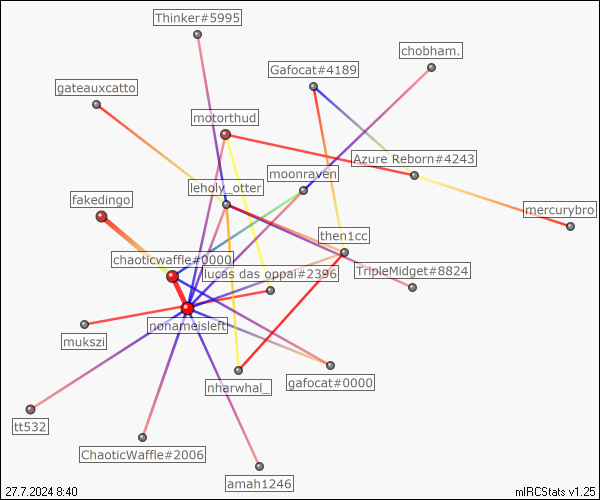 Thinker#5995
chobham.
Gafocat#4189
gateauxcatto
motorthud
Azure Reborn#4243
moonraven
leholy_otter
fakedingo
mercurybro
then1cc
chaoticwaffle#0000
lucas das oppai#2396
TripleMidget#8824
nonameisleft
mukszi
nharwhal_
gafocat#0000
tt532
ChaoticWaffle#2006
amah1246
27.7.2024 8:40
mIRCStats v1.25